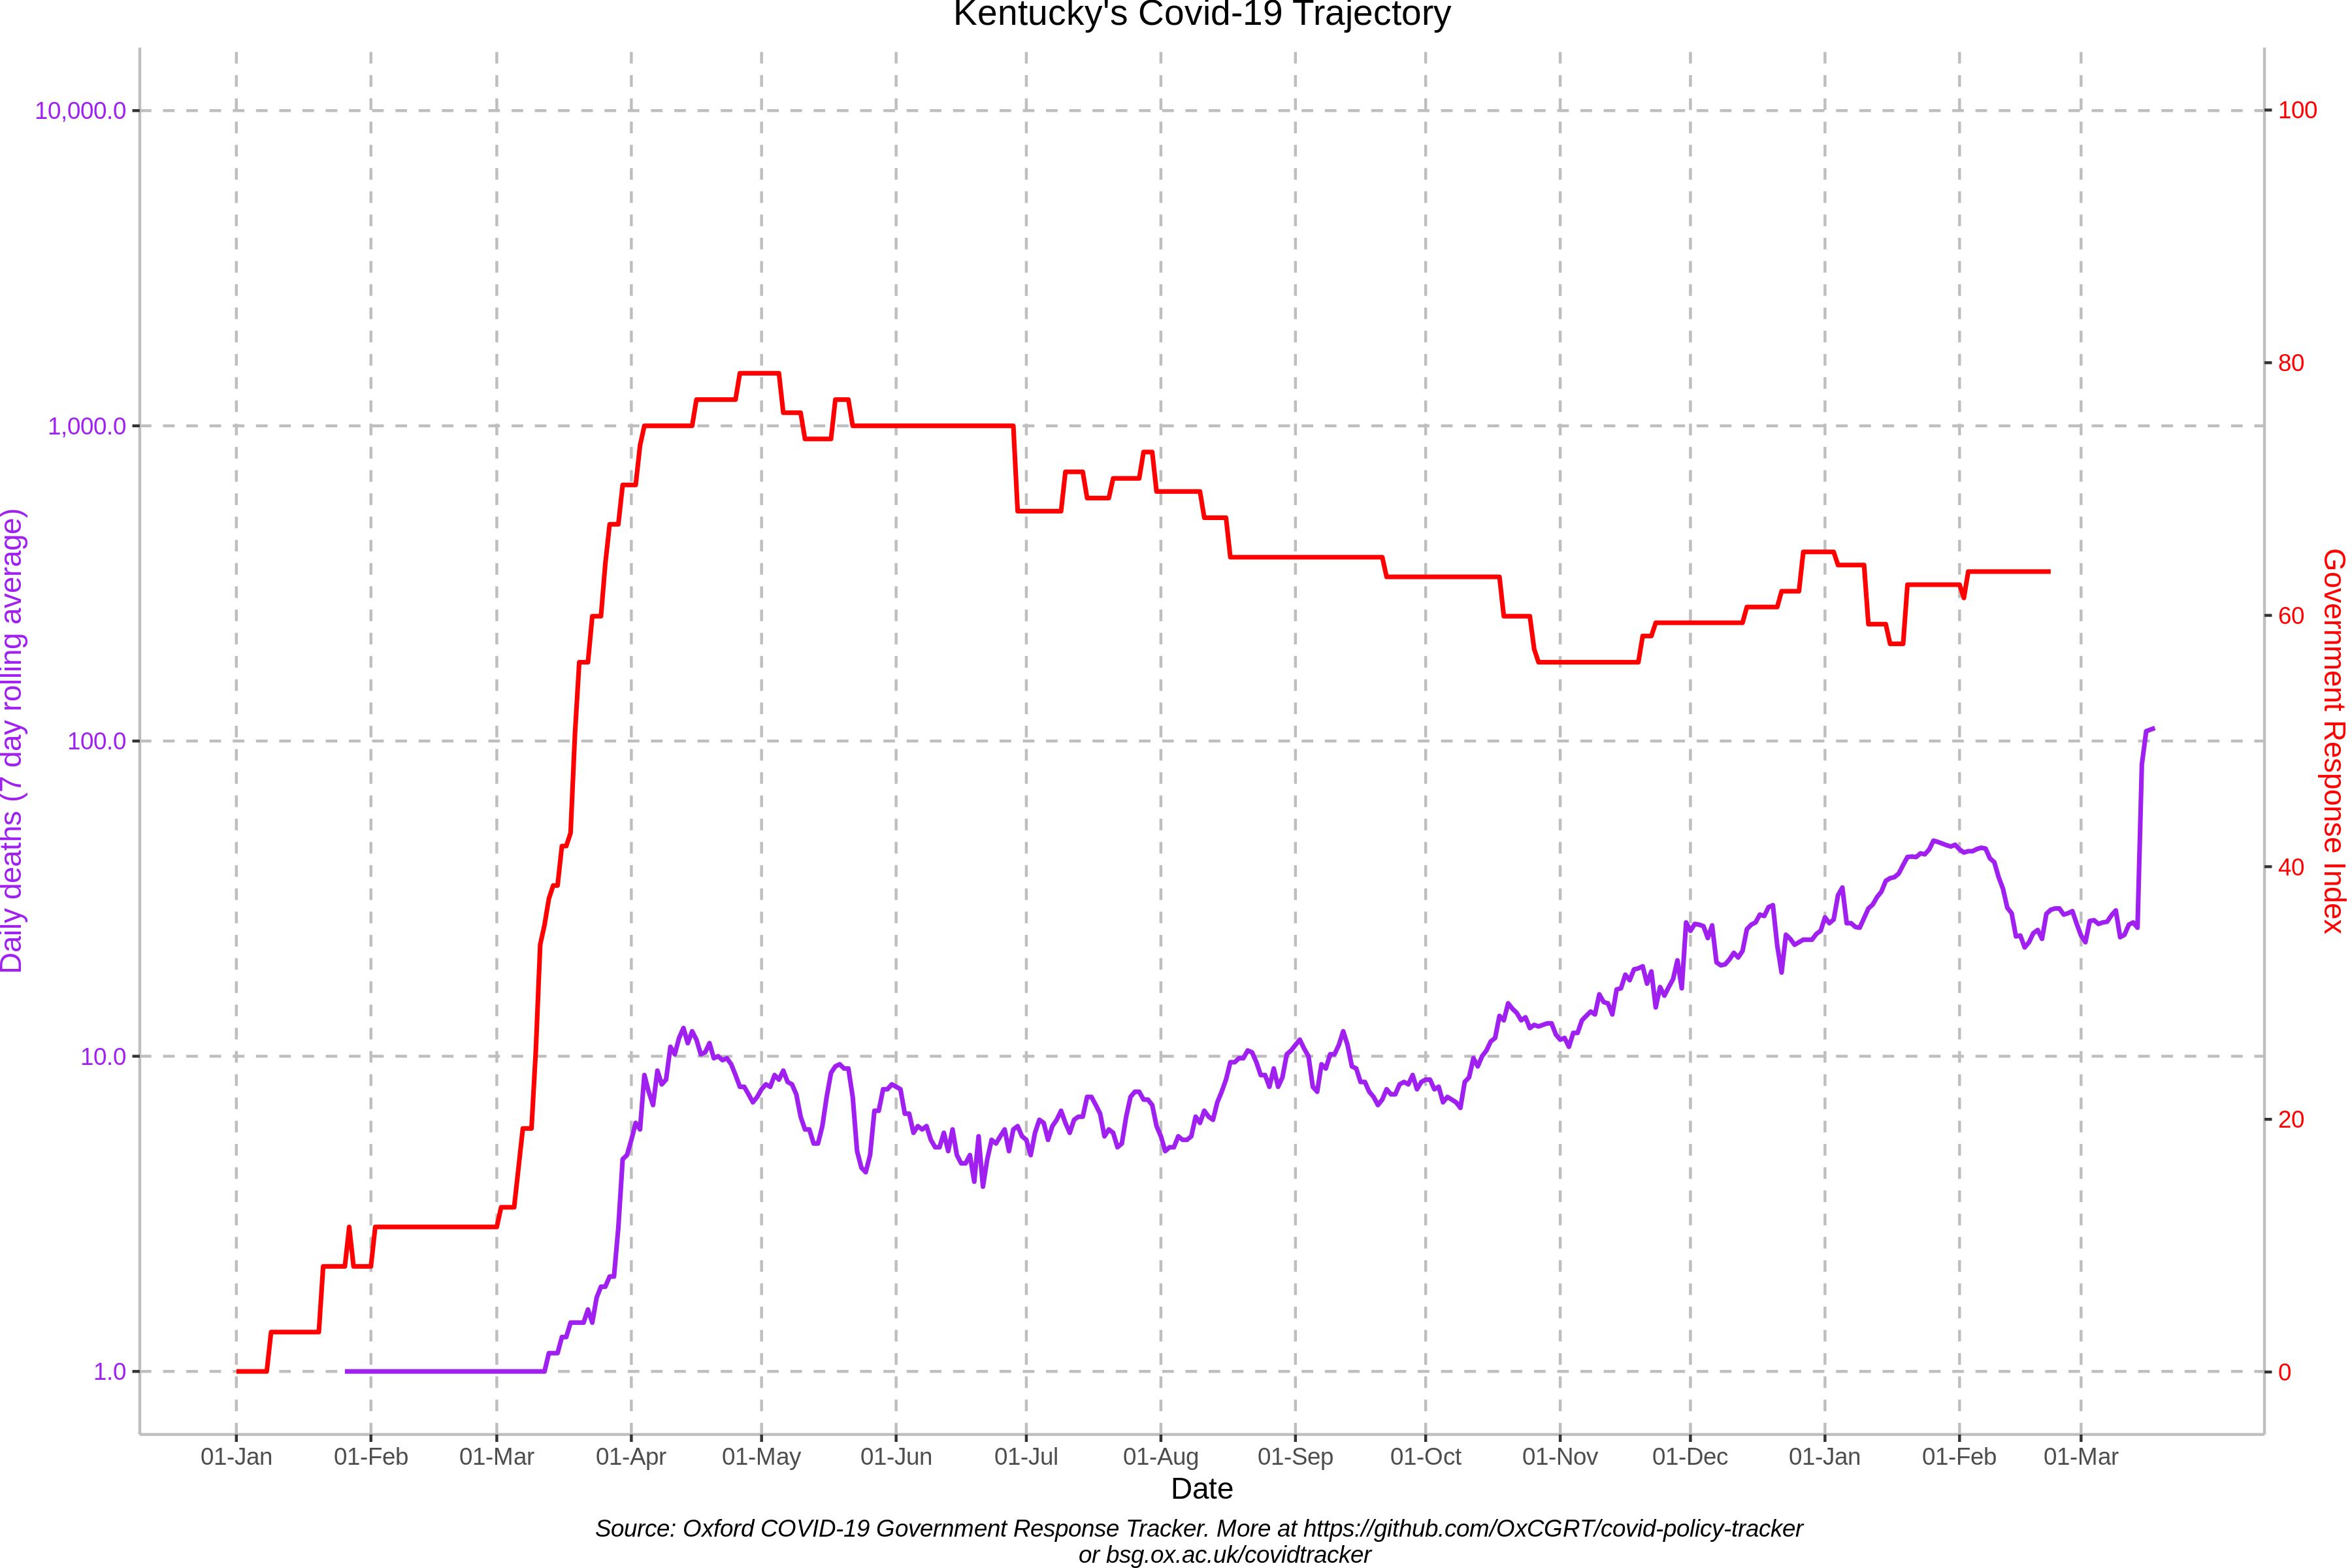 Kentucky's Covid-19 Trajectory
10,000.0
1,000.0
100.0
10.0
1.0
Daily deaths (7 day rolling average)
100
80
60
40
20
0
Government Response Index
01-Jan 01-Feb 01-Mar 01-Apr 01-May 01-Jun 01-Jul 01-Aug 01-Sep 01-Oct 01-Nov 01-Dec 01-Jan 01-Feb 01-Mar
Date
Source: Oxford COVID-19 Government Response Tracker. More at https://github.com/OxCGRT/covid-policy-tracker
or bsg.ox.ac.uk/covidtracker